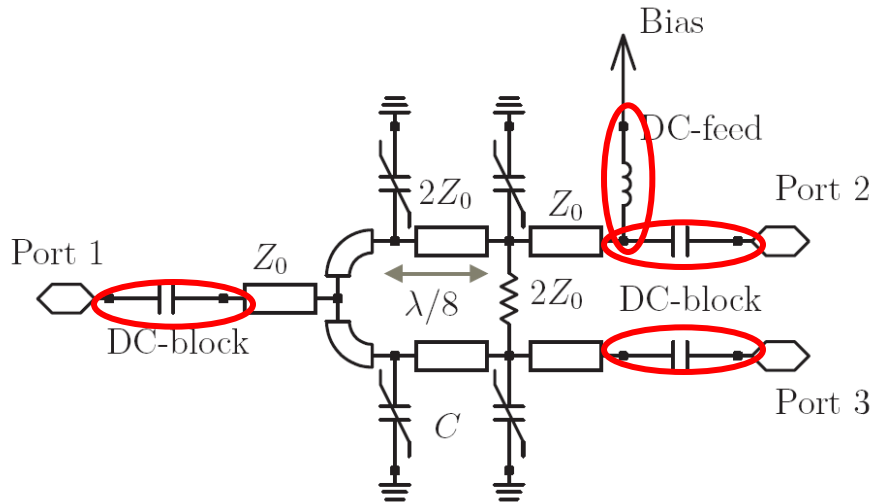 Bias
DC-feed
2Z₀
Z₀
Port 2
Port 1
Z₀
λ/8
2Z₀
DC-block
DC-block
C
Port 3